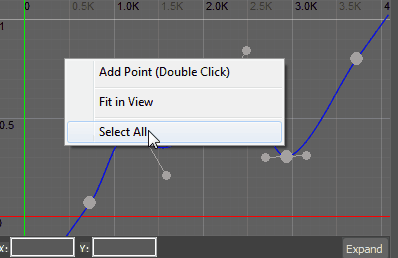 0 0.5K 1.0K 1.5K 2.0K 2.5K 3.0K 3.5K 4
1
Add Point (Double Click)
Fit in View
0.5
Select All
X: Y: Expand